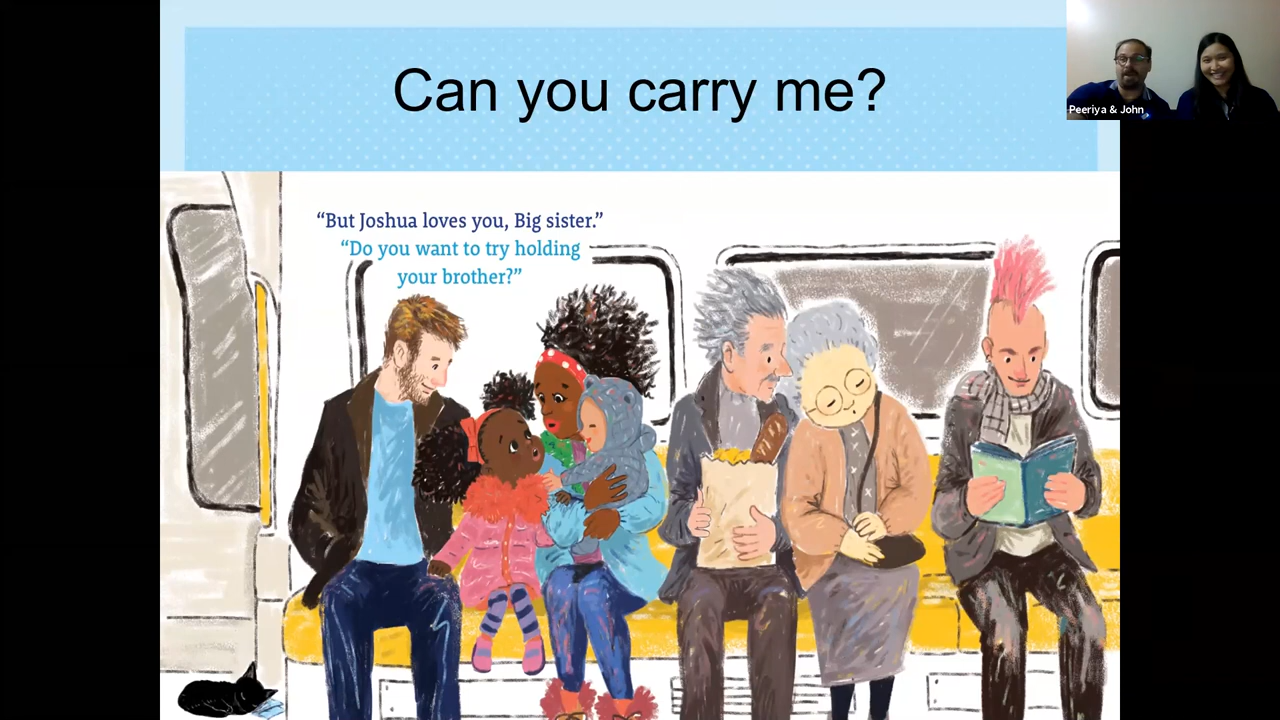 Can you carry me?
Peeriya & John
“But Joshua loves you, Big sister.”
“Do you want to try holding
your brother?”